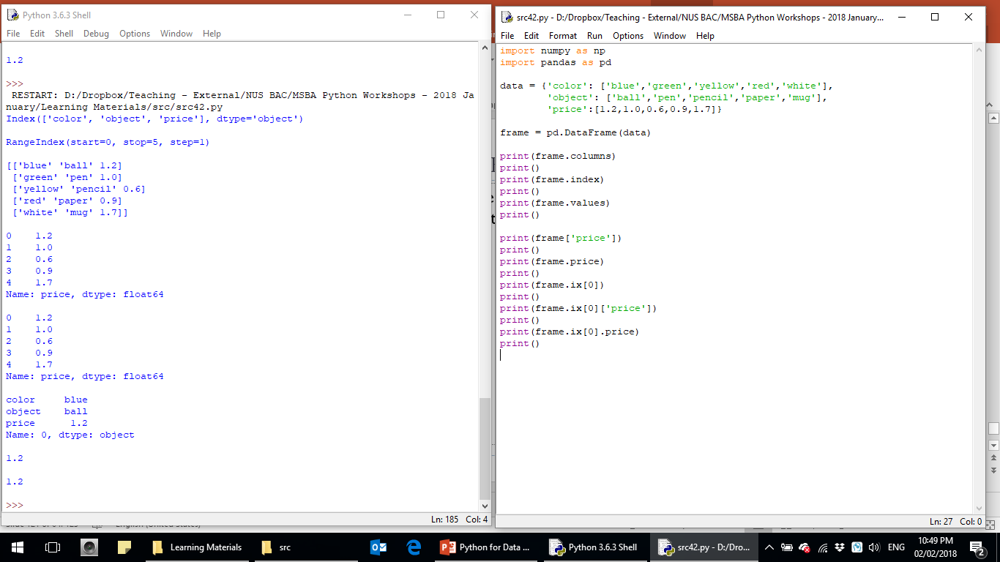 Python 3.6.3 Shell
File Edit Shell Debug Options Window Help
1.2
>>>
 RESTART: D:/Dropbox/Teaching - External/NUS BAC/MSBA Python Workshops - 2018 Ja
nuary/Learning Materials/src/src42.py
Index(['color', 'object', 'price'], dtype='object')

RangeIndex(start=0, stop=5, step=1)

[['blue' 'ball' 1.2]
 ['green' 'pen' 1.0]
 ['yellow' 'pencil' 0.6]
 ['red' 'paper' 0.9]
 ['white' 'mug' 1.7]]

0    1.2
1    1.0
2    0.6
3    0.9
4    1.7
Name: price, dtype: float64

0    1.2
1    1.0
2    0.6
3    0.9
4    1.7
Name: price, dtype: float64

color     blue
object    ball
price      1.2
Name: 0, dtype: object

1.2

1.2

>>>
Ln: 185 Col: 4
src42.py - D:/Dropbox/Teaching - External/NUS BAC/MSBA Python Workshops - 2018 January...
File Edit Format Run Options Window Help
import numpy as np
import pandas as pd

data = {'color': ['blue','green','yellow','red','white'],
        'object': ['ball','pen','pencil','paper','mug'],
        'price':[1.2,1.0,0.6,0.9,1.7]}

frame = pd.DataFrame(data)

print(frame.columns)
print()
print(frame.index)
print()
print(frame.values)
print()

print(frame['price'])
print()
print(frame.price)
print()
print(frame.ix[0])
print()
print(frame.ix[0]['price'])
print()
print(frame.ix[0].price)
print()
Ln: 27 Col: 0
Learning Materials
src
Python for Data ...
Python 3.6.3 Shell
src42.py - D:/Dro...
ENG
10:49 PM
02/02/2018
2